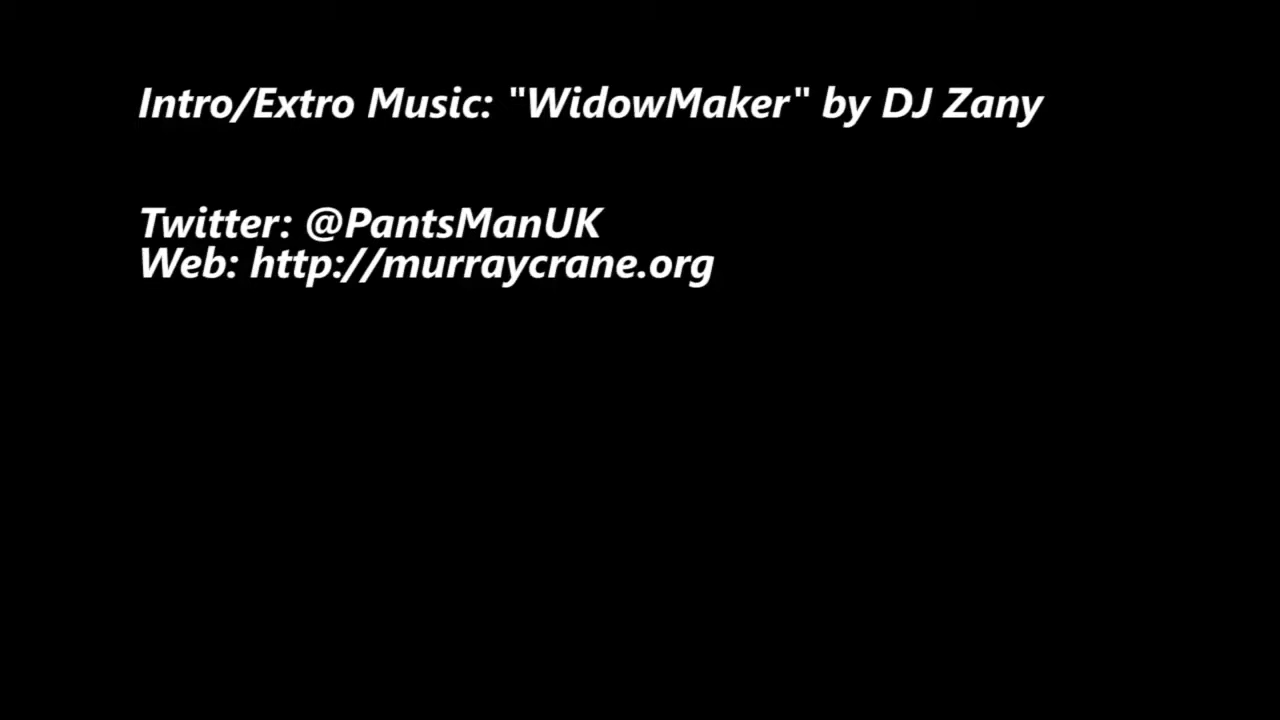 Intro/Extro Music: "WidowMaker" by DJ Zany
Twitter: @PantsManUK
Web: http://murraycrane.org